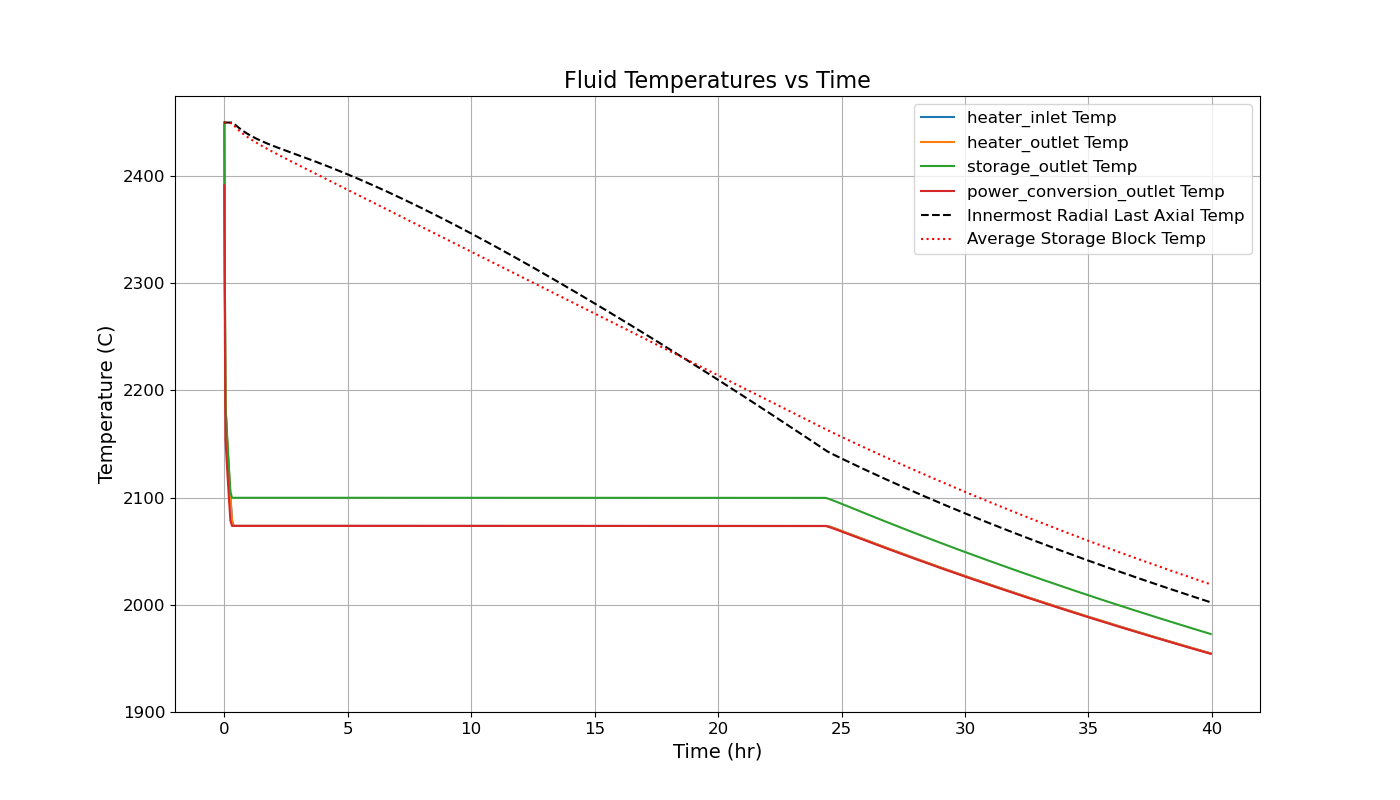 Fluid Temperatures vs Time
heater_inlet Temp
heater_outlet Temp
storage_outlet Temp
power_conversion_outlet Temp
Innermost Radial Last Axial Temp
Average Storage Block Temp
Temperature (C)
2400
2300
2200
2100
2000
1900
0 5 10 15 20 25 30 35 40
Time (hr)